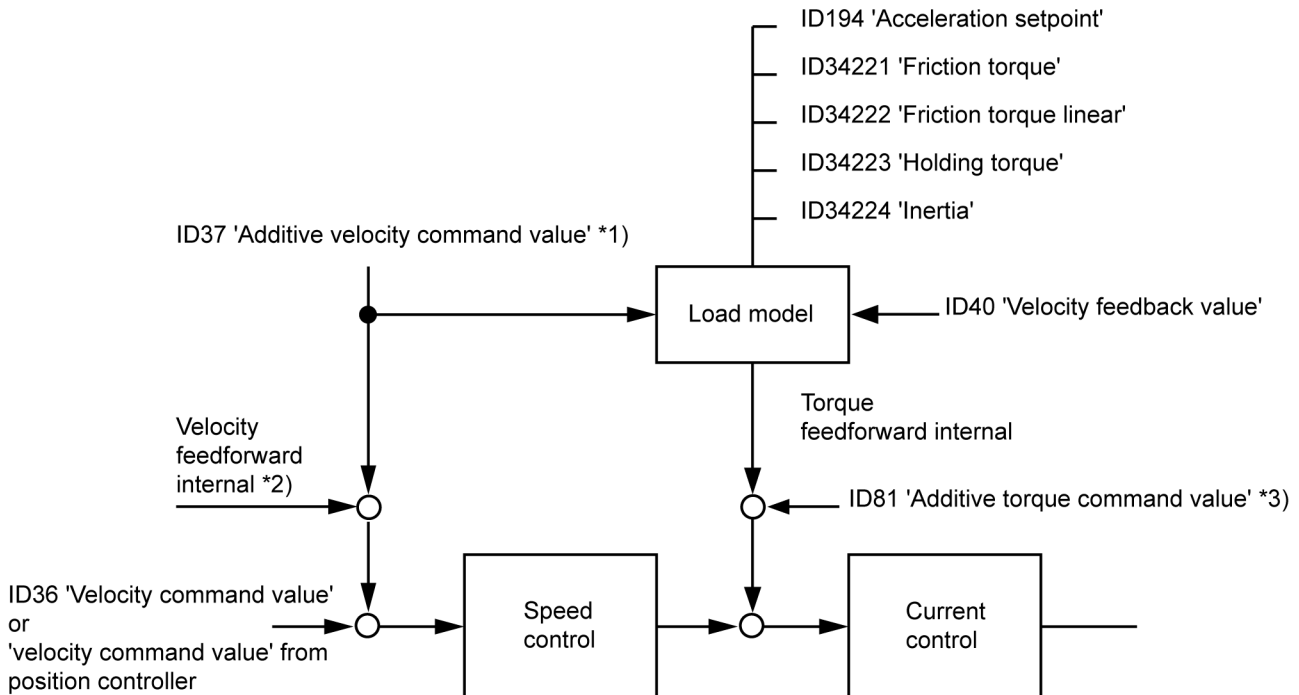 ID194 'Acceleration setpoint'
ID34221 'Friction torque'
ID34222 'Friction torque linear'
ID34223 'Holding torque'
ID34224 'Inertia'
ID37 'Additive velocity command value' *1)
Load model
ID40 'Velocity feedback value'
Velocity
feedforward
internal *2)
Torque
feedforward internal
ID81 'Additive torque command value' *3)
ID36 'Velocity command value'
or
'velocity command value' from
position controller
Speed
control
Current
control